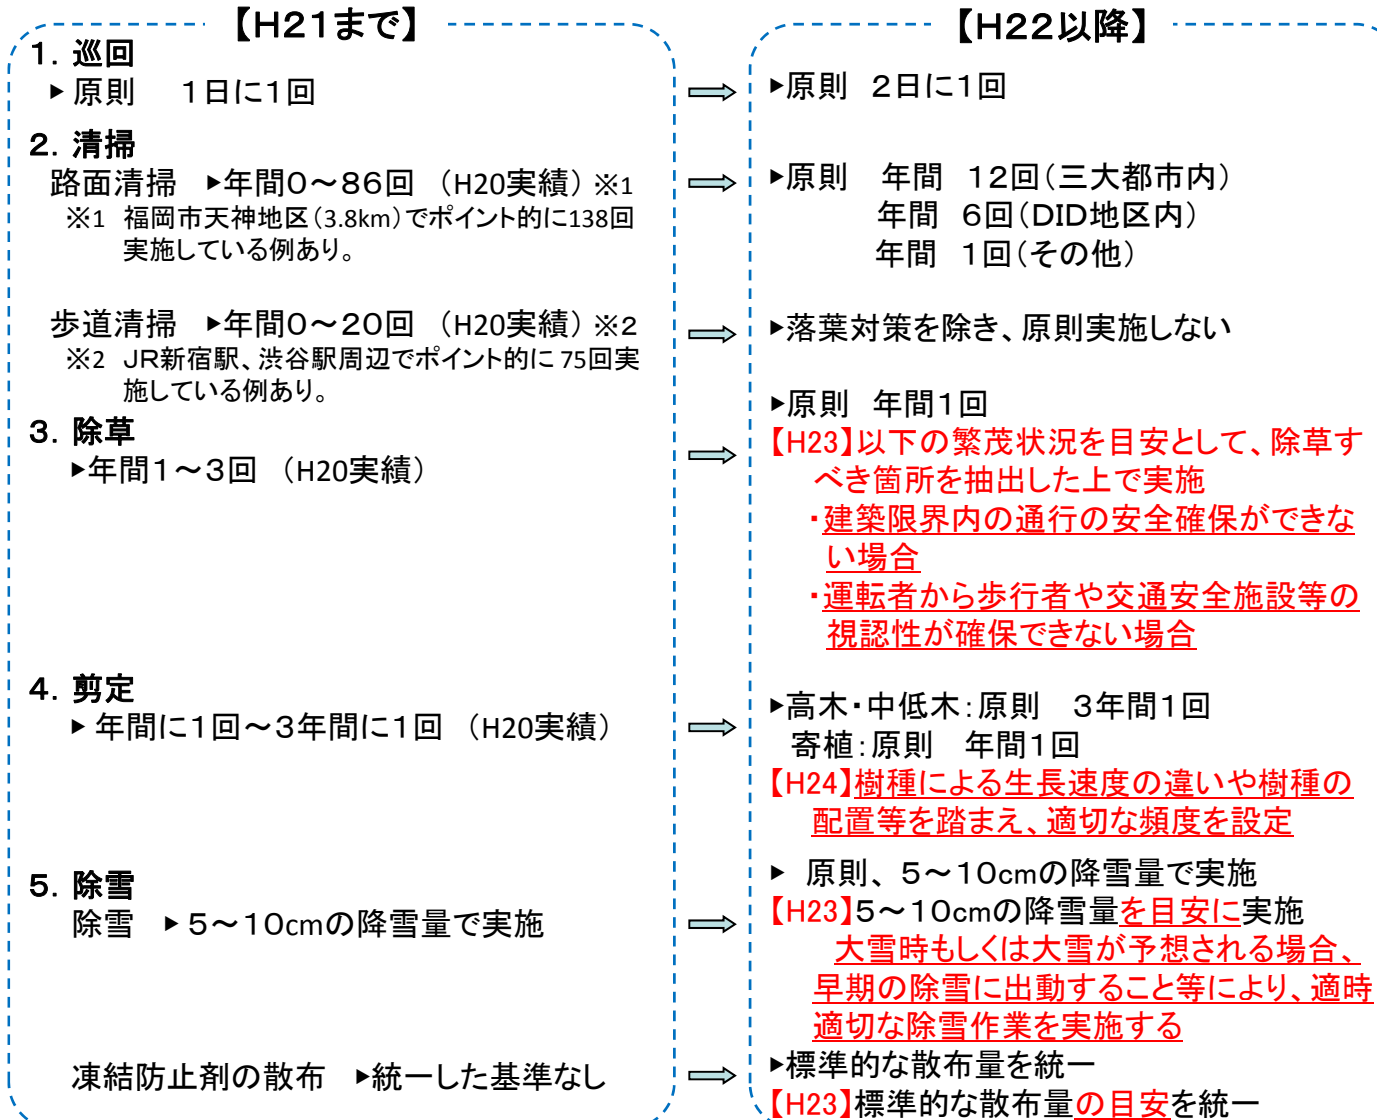 【H21まで】
1．巡回
▶原則　1日に1回
2．清掃
路面清掃　▶年間0～86回（H20実績）※1
※1　福岡市天神地区（3.8km）でポイント的に138回
実施している例あり。
歩道清掃　▶年間0～20回（H20実績）※2
※2　JR新宿駅、渋谷駅周辺でポイント的に75回実
施している例あり。
3．除草
▶年間1～3回（H20実績）
4．剪定
▶年間に1回～3年間に1回（H20実績）
5．除雪
除雪　▶5～10cmの降雪量で実施
凍結防止剤の散布　▶統一した基準なし
【H22以降】
▶原則　2日に1回
▶原則　年間　12回（三大都市内）
年間　6回（DID地区内）
年間　1回（その他）
▶落葉対策を除き、原則実施しない
▶原則　年間1回
【H23】以下の繁茂状況を目安として、除草す
べき箇所を抽出した上で実施
・建築限界内の通行の安全確保ができな
い場合
・運転者から歩行者や交通安全施設等の
視認性が確保できない場合
▶高木・中低木：原則　3年間1回
寄植：原則　年間1回
【H24】樹種による生長速度の違いや樹種の
配置等を踏まえ、適切な頻度を設定
▶原則、5～10cmの降雪量で実施
【H23】5～10cmの降雪量を目安に実施
大雪時もしくは大雪が予想される場合、
早期の除雪に出動すること等により、適時
適切な除雪作業を実施する
▶標準的な散布量を統一
【H23】標準的な散布量の目安を統一